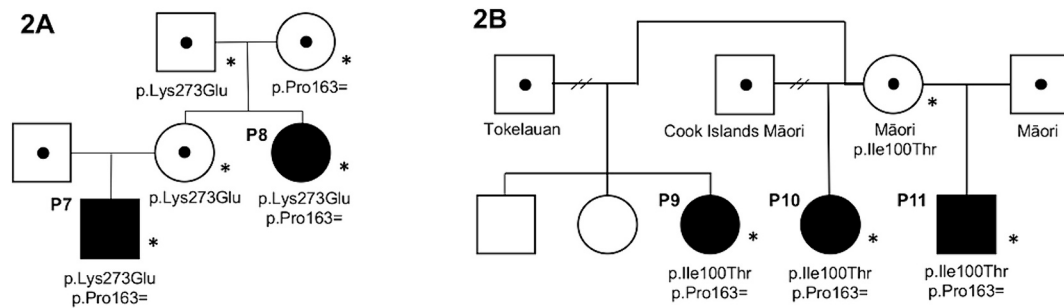 2A
*
p.Lys273Glu
*
p.Pro163=
P8
*
p.Lys273Glu
*
p.Lys273Glu
p.Pro163=
P7
*
p.Lys273Glu
p.Pro163=
2B
Tokelauan
Cook Islands Māori
*
Māori
p.Ile100Thr
Māori
P9
*
p.Ile100Thr
p.Pro163=
P10
*
p.Ile100Thr
p.Pro163=
P11
*
p.Ile100Thr
p.Pro163=